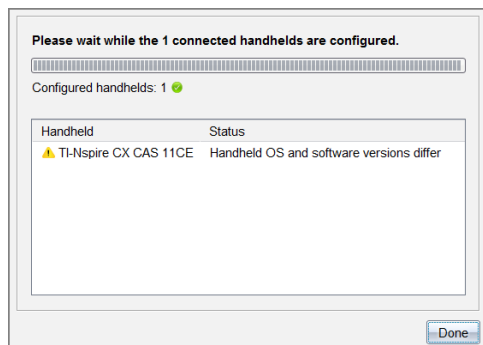 Please wait while the 1 connected handhelds are configured.
Configured handhelds: 1
Handheld Status
TI-Nspire CX CAS 11CE Handheld OS and software versions differ
Done